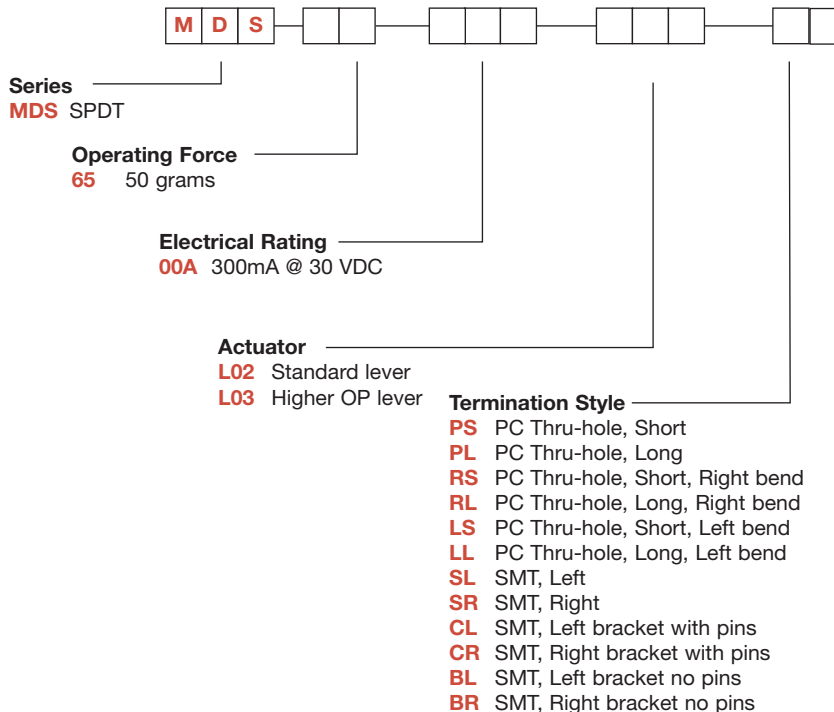 M D S
Series
MDS SPDT
Operating Force
65 50 grams
Electrical Rating
00A 300mA @ 30 VDC
Actuator
L02 Standard lever
L03 Higher OP lever
Termination Style
PS PC Thru-hole, Short
PL PC Thru-hole, Long
RS PC Thru-hole, Short, Right bend
RL PC Thru-hole, Long, Right bend
LS PC Thru-hole, Short, Left bend
LL PC Thru-hole, Long, Left bend
SL SMT, Left
SR SMT, Right
CL SMT, Left bracket with pins
CR SMT, Right bracket with pins
BL SMT, Left bracket no pins
BR SMT, Right bracket no pins